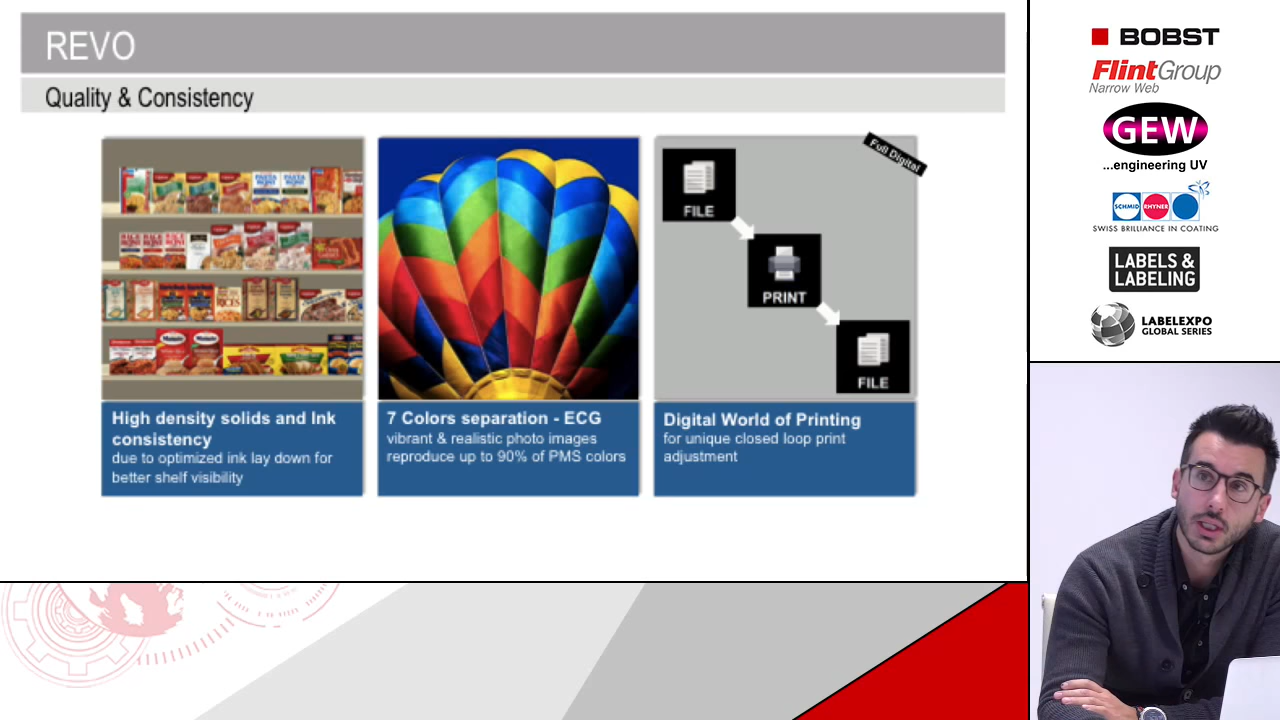 REVO
Quality & Consistency
Full Digital
FILE
PRINT
FILE
High density solids and Ink
consistency
due to optimized ink lay down for
better shelf visibility
7 Colors separation - ECG
vibrant & realistic photo images
reproduce up to 90% of PMS colors
Digital World of Printing
for unique closed loop print
adjustment
BOBST
FlintGroup
Narrow Web
GEW
...engineering UV
SCHMID
RHYNER
SWISS BRILLIANCE IN COATING
LABELS &
LABELING
LABELEXPO
GLOBAL SERIES